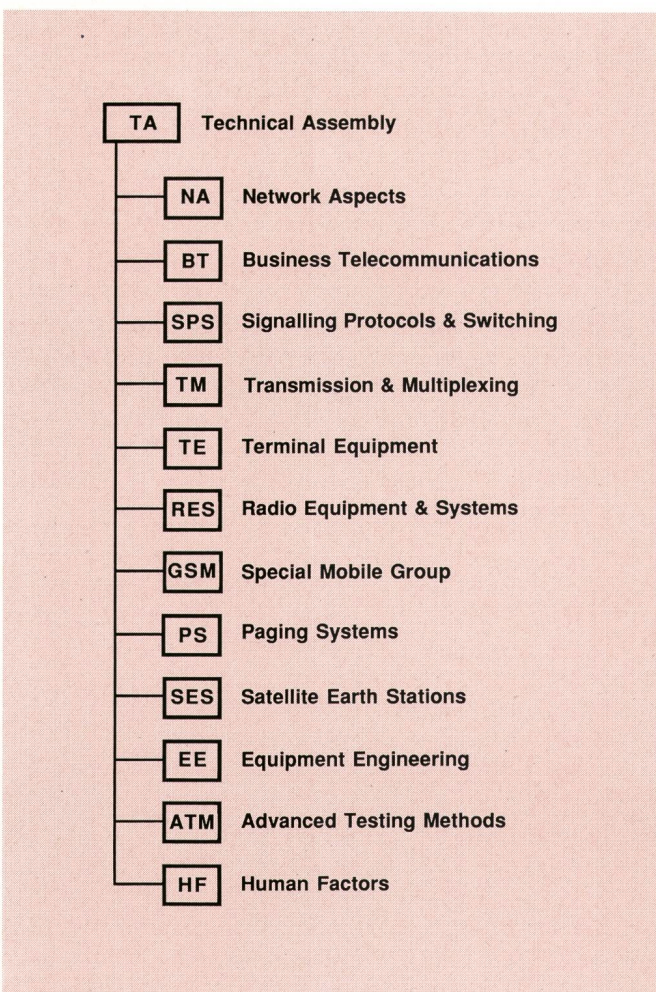 TA Technical Assembly
NA Network Aspects
BT Business Telecommunications
SPS Signalling Protocols & Switching
TM Transmission & Multiplexing
TE Terminal Equipment
RES Radio Equipment & Systems
GSM Special Mobile Group
PS Paging Systems
SES Satellite Earth Stations
EE Equipment Engineering
ATM Advanced Testing Methods
HF Human Factors